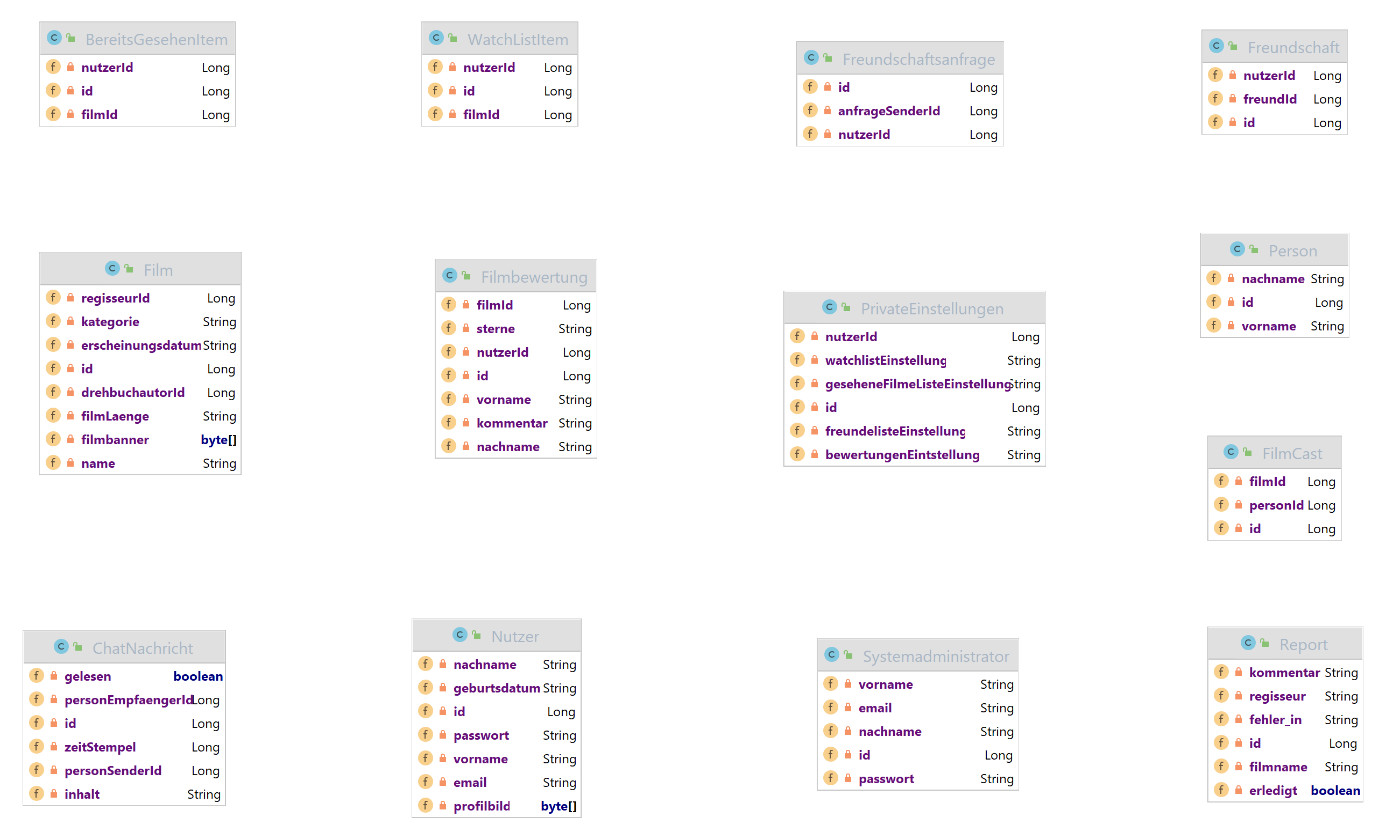 BereitsGesehenItem
nutzerId Long
id Long
filmId Long
WatchListItem
nutzerId Long
id Long
filmId Long
Freundschaftsanfrage
id Long
anfrageSenderId Long
nutzerId Long
Freundschaft
nutzerId Long
freundId Long
id Long
Film
regisseurId Long
kategorie String
erscheinungsdatum String
id Long
drehbuchautorId Long
filmLaenge String
filmbanner byte[]
name String
Filmbewertung
filmId Long
sterne String
nutzerId Long
id Long
vorname String
kommentar String
nachname String
PrivateEinstellungen
nutzerId Long
watchlistEinstellung String
geseheneFilmeListeEinstellung String
id Long
freundelisteEinstellung String
bewertungenEintstellung String
Person
nachname String
id Long
vorname String
FilmCast
filmId Long
personId Long
id Long
ChatNachricht
gelesen boolean
personEmpfaengerId Long
id Long
zeitStempel Long
personSenderId Long
inhalt String
Nutzer
nachname String
geburtsdatum String
id Long
passwort String
vorname String
email String
profilbild byte[]
Systemadministrator
vorname String
email String
nachname String
id Long
passwort String
Report
kommentar String
regisseur String
fehler_in String
id Long
filmname String
erledigt boolean